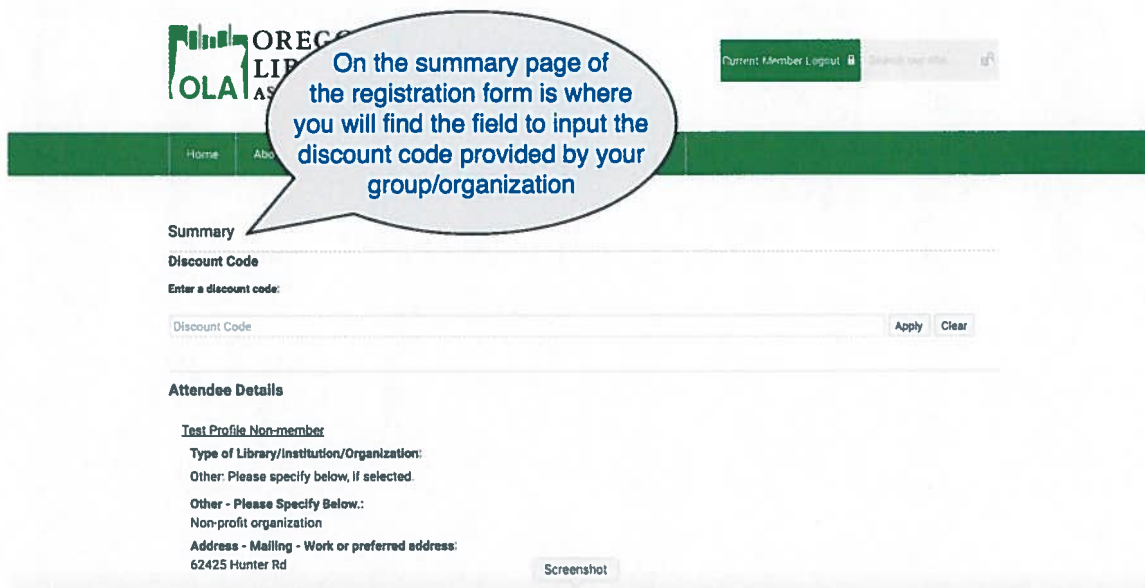 OREGO
LI
OLA
AS
Current Member Logout
On the summary page of
the registration form is where
you will find the field to input the
discount code provided by your
group/organization
Home
Abo
Summary
Discount Code
Enter a discount code:
Discount Code
Apply
Clear
Attendee Details
Test Profile Non-member
Type of Library/Institution/Organization:
Other: Please specify below, if selected.
Other - Please Specify Below.:
Non-profit organization
Address - Mailing - Work or preferred address:
62425 Hunter Rd
Screenshot